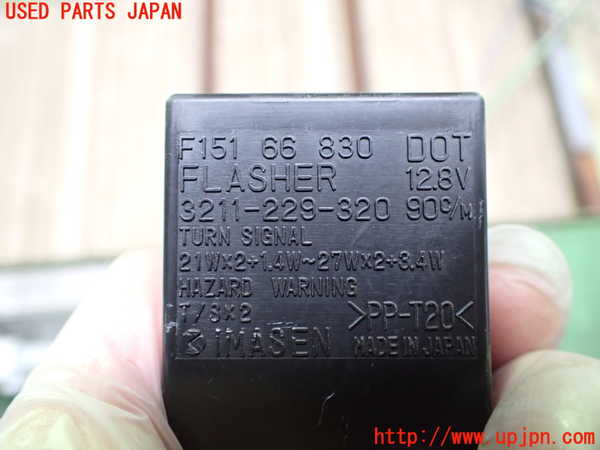 USED PARTS JAPAN
F151 66 830 DOT
FLASHER 12.8V
3211-229-320 90c/M
TURN SIGNAL
21W×2+1.4W~27W×2+3.4W
HAZARD WARNING
T/S×2 >PP-T20<
IMASEN MADE IN JAPAN
http://www.upjpn.com/